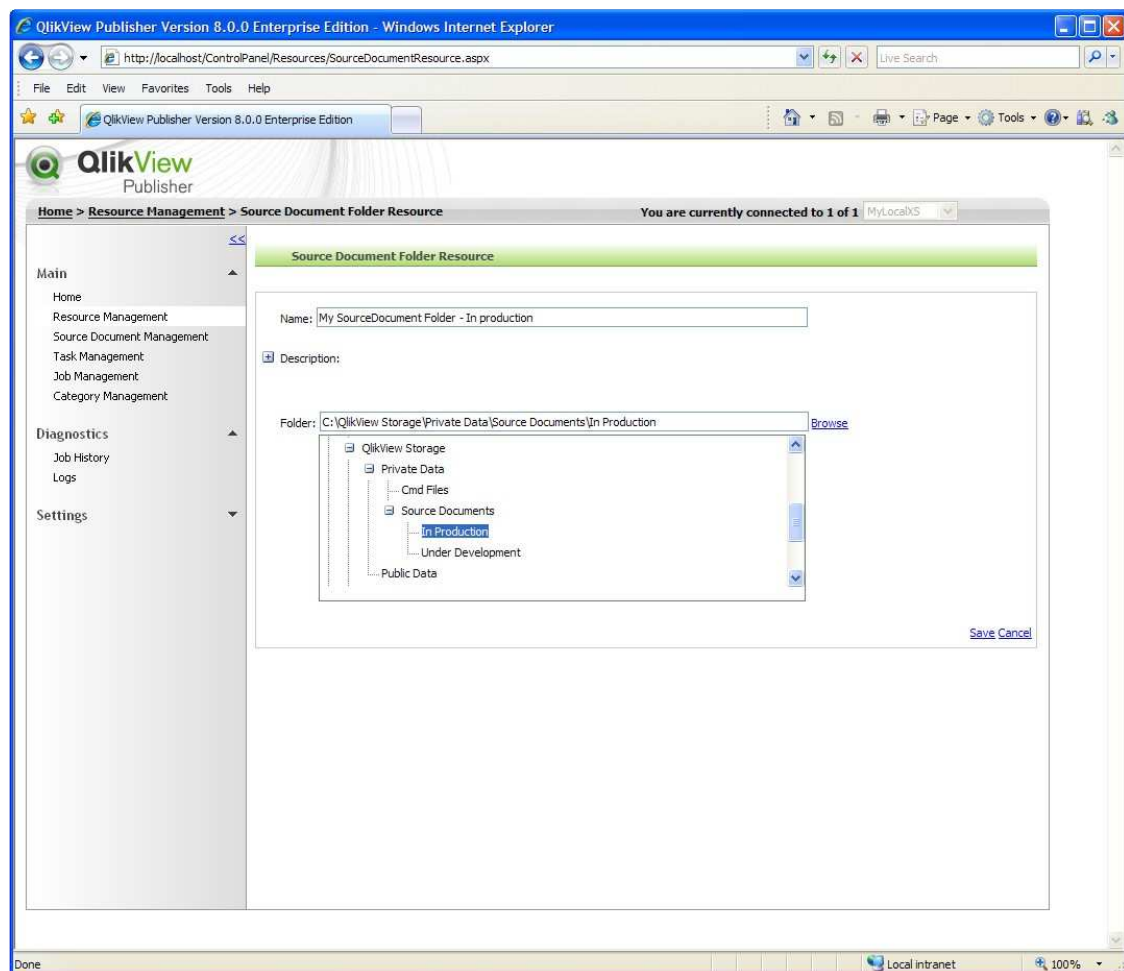 QlikView Publisher Version 8.0.0 Enterprise Edition - Windows Internet Explorer
http://localhost/ControlPanel/Resources/SourceDocumentResource.aspx
Live Search
File Edit View Favorites Tools Help
QlikView Publisher Version 8.0.0 Enterprise Edition
Page Tools
QlikView
Publisher
Home > Resource Management > Source Document Folder Resource
You are currently connected to 1 of 1 MyLocalXS
<<
Source Document Folder Resource
Main
Home
Resource Management
Source Document Management
Task Management
Job Management
Category Management
Diagnostics
Job History
Logs
Settings
Name: My SourceDocument Folder - In production
Description:
Folder: C:\QlikView Storage\Private Data\Source Documents\In Production Browse
QlikView Storage
Private Data
Cmd Files
Source Documents
In Production
Under Development
Public Data
Save Cancel
Done
Local intranet
100%